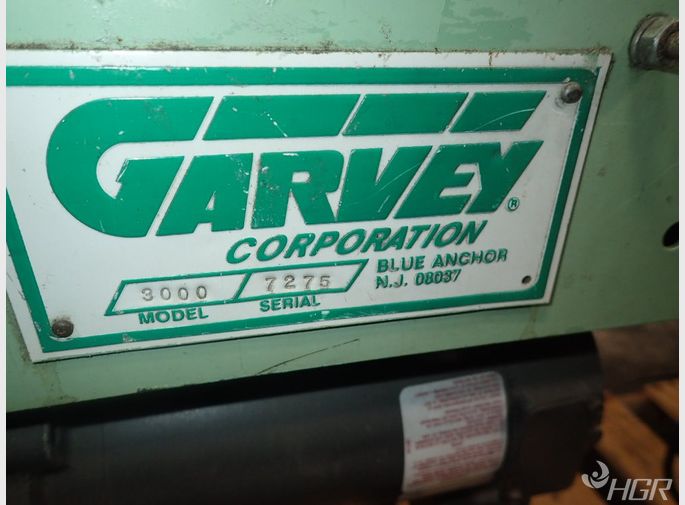 GARVEY®
CORPORATION
3000 7275 BLUE ANCHOR
MODEL SERIAL N.J. 08037
HGR